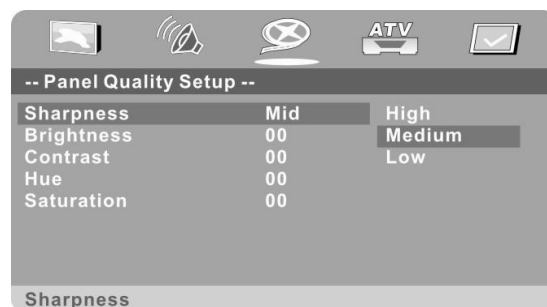 ATV
-- Panel Quality Setup --
Sharpness Mid High
Brightness 00 Medium
Contrast 00 Low
Hue 00
Saturation 00
Sharpness